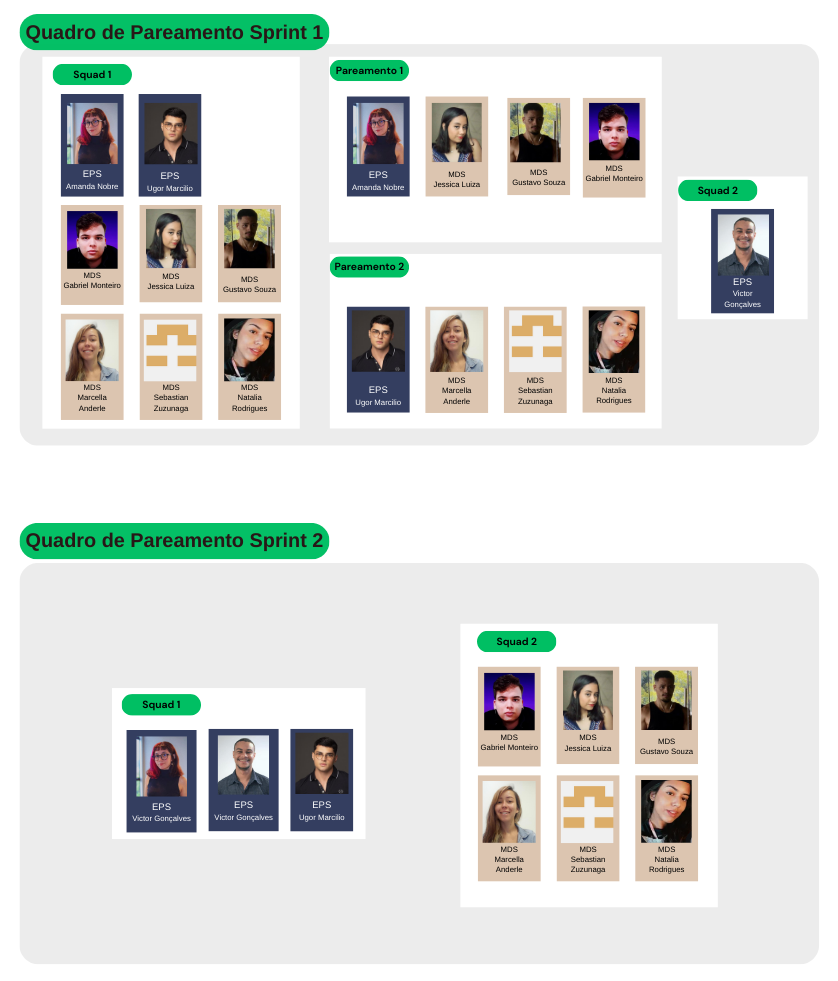 Quadro de Pareamento Sprint 1
Squad 1
EPS
Amanda Nobre
EPS
Ugor Marcilio
MDS
Gabriel Monteiro
MDS
Jessica Luiza
MDS
Gustavo Souza
MDS
Marcella
Anderle
MDS
Sebastian
Zuzunaga
MDS
Natalia
Rodrigues
Pareamento 1
EPS
Amanda Nobre
MDS
Jessica Luiza
MDS
Gustavo Souza
MDS
Gabriel Monteiro
Pareamento 2
EPS
Ugor Marcilio
MDS
Marcella
Anderle
MDS
Sebastian
Zuzunaga
MDS
Natalia
Rodrigues
Squad 2
EPS
Victor
Gonçalves
Quadro de Pareamento Sprint 2
Squad 1
EPS
Victor Gonçalves
EPS
Victor Gonçalves
EPS
Ugor Marcilio
Squad 2
MDS
Gabriel Monteiro
MDS
Jessica Luiza
MDS
Gustavo Souza
MDS
Marcella
Anderle
MDS
Sebastian
Zuzunaga
MDS
Natalia
Rodrigues